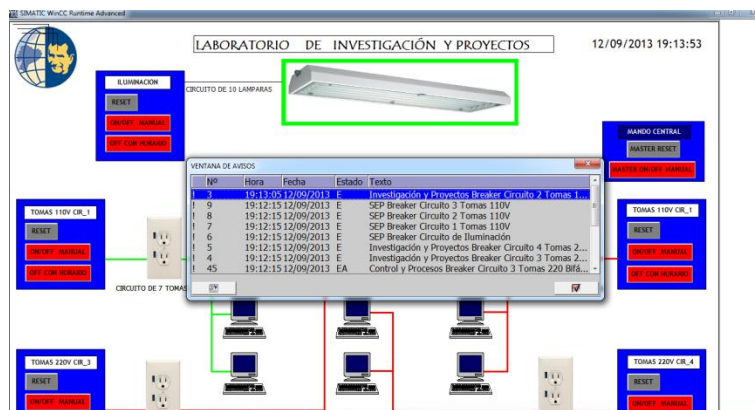 SIMATIC WinCC Runtime Advanced
LABORATORIO DE INVESTIGACIÓN Y PROYECTOS
12/09/2013 19:13:53
ILUMINACION
RESET
ON/OFF MANUAL
OFF CON HORARIO
CIRCUITO DE 10 LAMPARAS
MANDO CENTRAL
MASTER RESET
MASTER ON/OFF MANUAL
VENTANA DE AVISOS
Nº Hora Fecha Estado Texto
! 3 19:13:05 12/09/2013 E Investigación y Proyectos Breaker Circuito 2 Tomas 1...
! 9 19:12:15 12/09/2013 E SEP Breaker Circuito 3 Tomas 110V
! 8 19:12:15 12/09/2013 E SEP Breaker Circuito 2 Tomas 110V
! 7 19:12:15 12/09/2013 E SEP Breaker Circuito 1 Tomas 110V
! 6 19:12:15 12/09/2013 E SEP Breaker Circuito de Iluminación
! 5 19:12:15 12/09/2013 E Investigación y Proyectos Breaker Circuito 4 Tomas 2...
! 4 19:12:15 12/09/2013 E Investigación y Proyectos Breaker Circuito 3 Tomas 2...
! 45 19:12:15 12/09/2013 EA Control y Procesos Breaker Circuito 3 Tomas 220 Bifá...
TOMAS 110V CIR_1
RESET
ON/OFF MANUAL
OFF CON HORARIO
CIRCUITO DE 7 TOMAS
TOMAS 110V CIR_1
RESET
ON/OFF MANUAL
OFF CON HORARIO
TOMAS 220V CIR_3
RESET
ON/OFF MANUAL
TOMAS 220V CIR_4
RESET
ON/OFF MANUAL